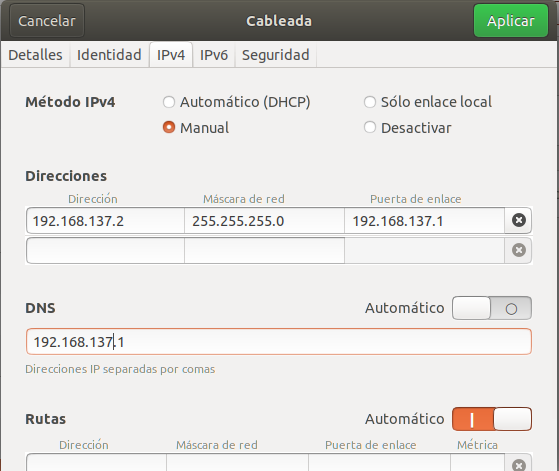 Cancelar Cableada Aplicar
Detalles Identidad IPv4 IPv6 Seguridad
Método IPv4 Automático (DHCP) Sólo enlace local
Manual Desactivar
Direcciones
Dirección Máscara de red Puerta de enlace
192.168.137.2 255.255.255.0 192.168.137.1
DNS Automático
192.168.137.1
Direcciones IP separadas por comas
Rutas Automático
Dirección Máscara de red Puerta de enlace Métrica